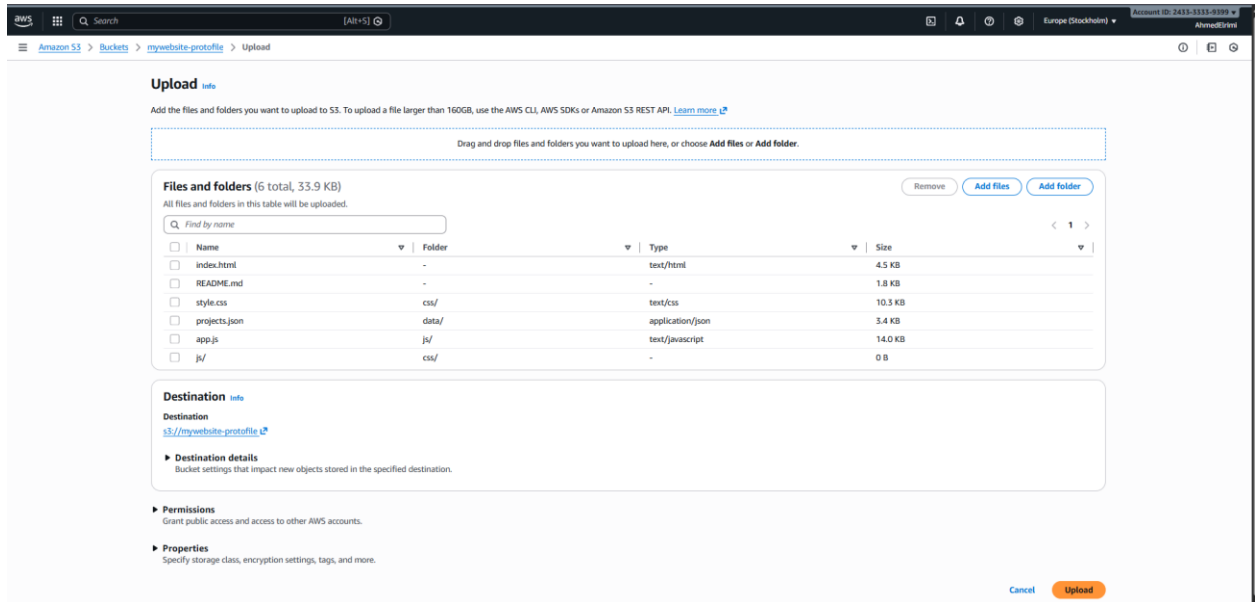 aws
Search [Alt+S] Europe (Stockholm) Account ID: 2433-3333-9399
AhmedElrimi
Amazon S3 > Buckets > mywebsite-protofile > Upload
Upload Info
Add the files and folders you want to upload to S3. To upload a file larger than 160GB, use the AWS CLI, AWS SDKs or Amazon S3 REST API. Learn more
Drag and drop files and folders you want to upload here, or choose Add files or Add folder.
Files and folders (6 total, 33.9 KB) Remove Add files Add folder
All files and folders in this table will be uploaded.
Find by name < 1 >
Name Folder Type Size
index.html - text/html 4.5 KB
README.md - - 1.8 KB
style.css css/ text/css 10.3 KB
projects.json data/ application/json 3.4 KB
app.js js/ text/javascript 14.0 KB
js/ css/ - 0 B
Destination Info
Destination
s3://mywebsite-protofile
Destination details
Bucket settings that impact new objects stored in the specified destination.
Permissions
Grant public access and access to other AWS accounts.
Properties
Specify storage class, encryption settings, tags, and more.
Cancel Upload